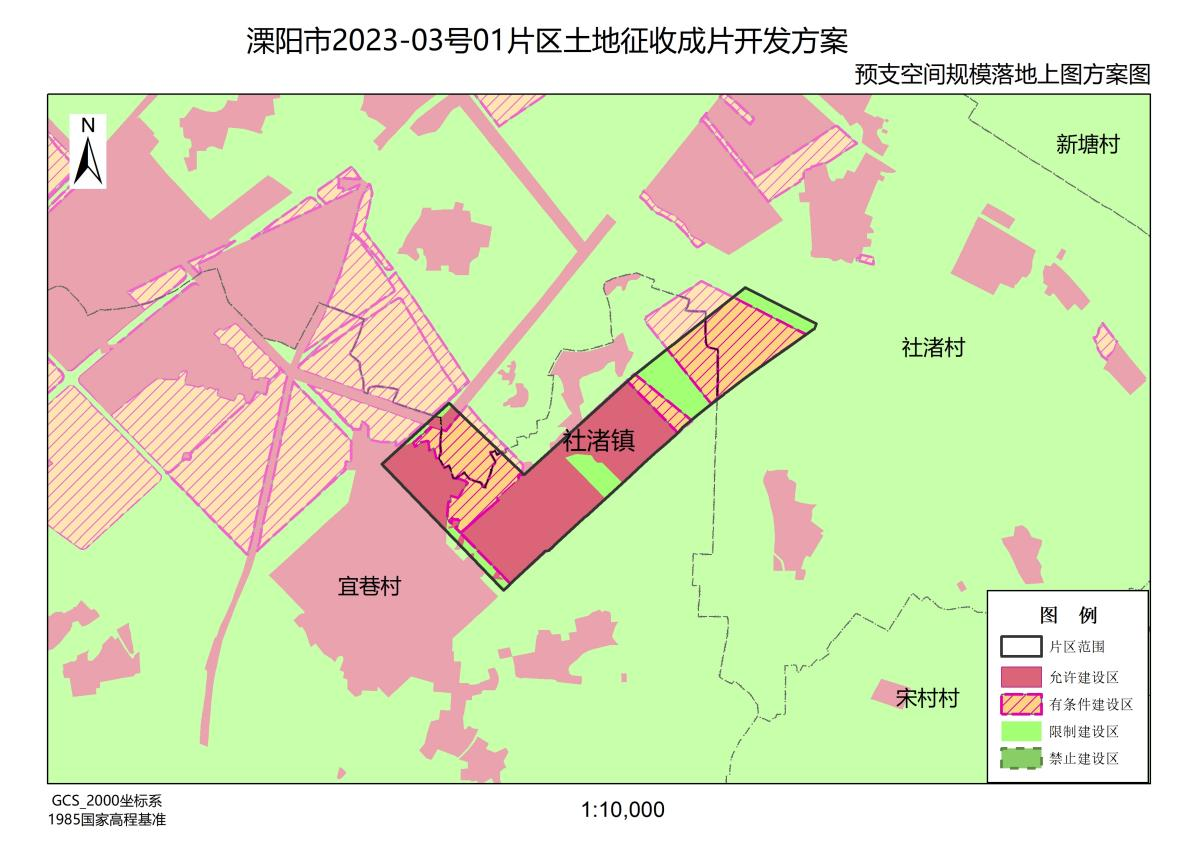 溧阳市2023-03号01片区土地征收成片开发方案
预支空间规模落地上图方案图
N
新塘村
社渚村
社渚镇
宜巷村
宋村村
图 例
片区范围
允许建设区
有条件建设区
限制建设区
禁止建设区
GCS_2000坐标系
1985国家高程基准
1:10,000